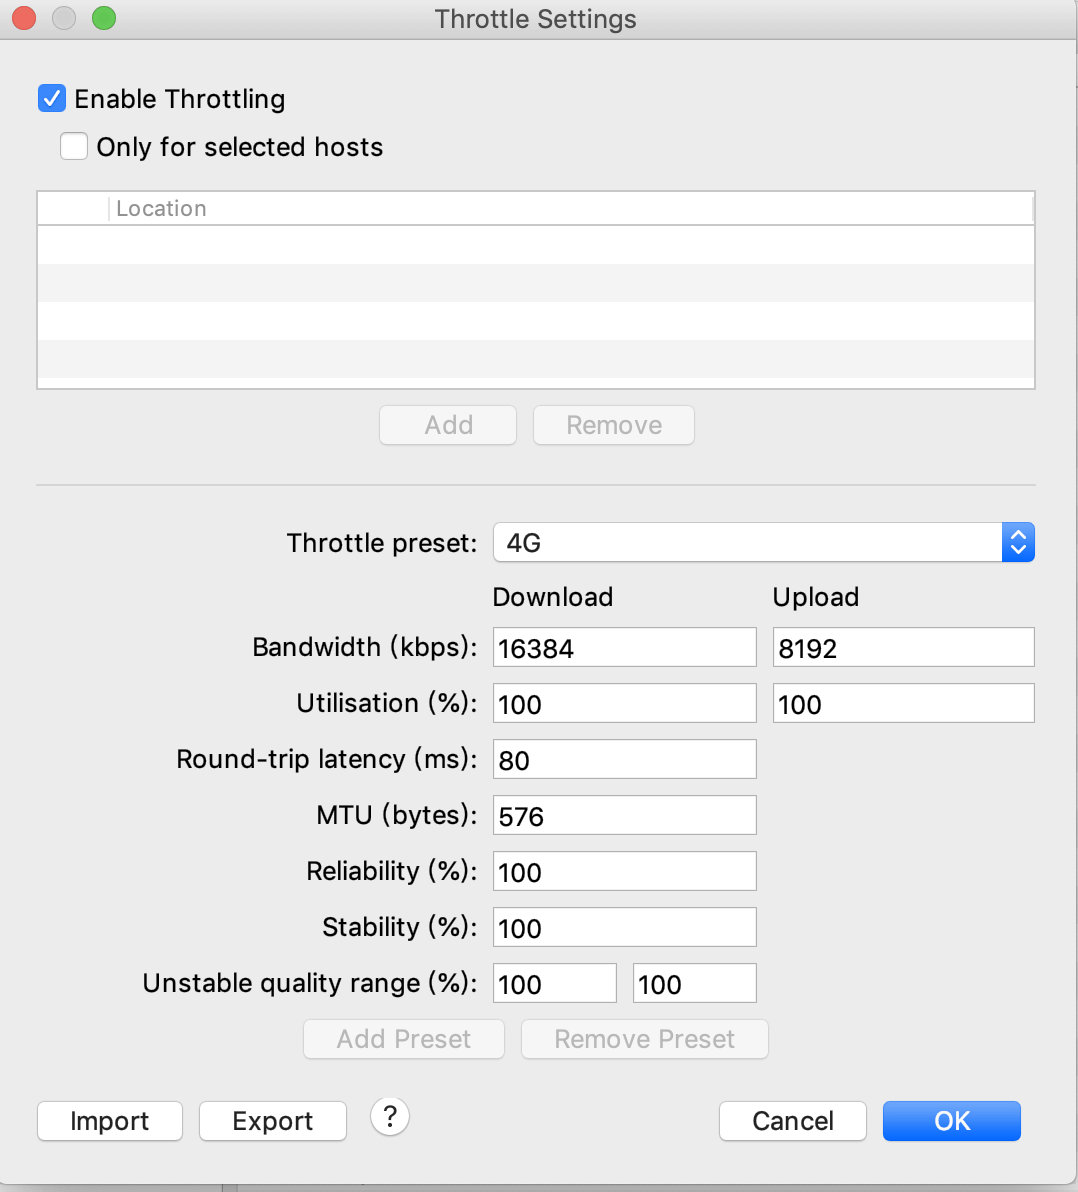 Throttle Settings
Enable Throttling
Only for selected hosts
Location
Add Remove
Throttle preset: 4G
Download Upload
Bandwidth (kbps): 16384 8192
Utilisation (%): 100 100
Round-trip latency (ms): 80
MTU (bytes): 576
Reliability (%): 100
Stability (%): 100
Unstable quality range (%): 100 100
Add Preset Remove Preset
Import Export ? Cancel OK